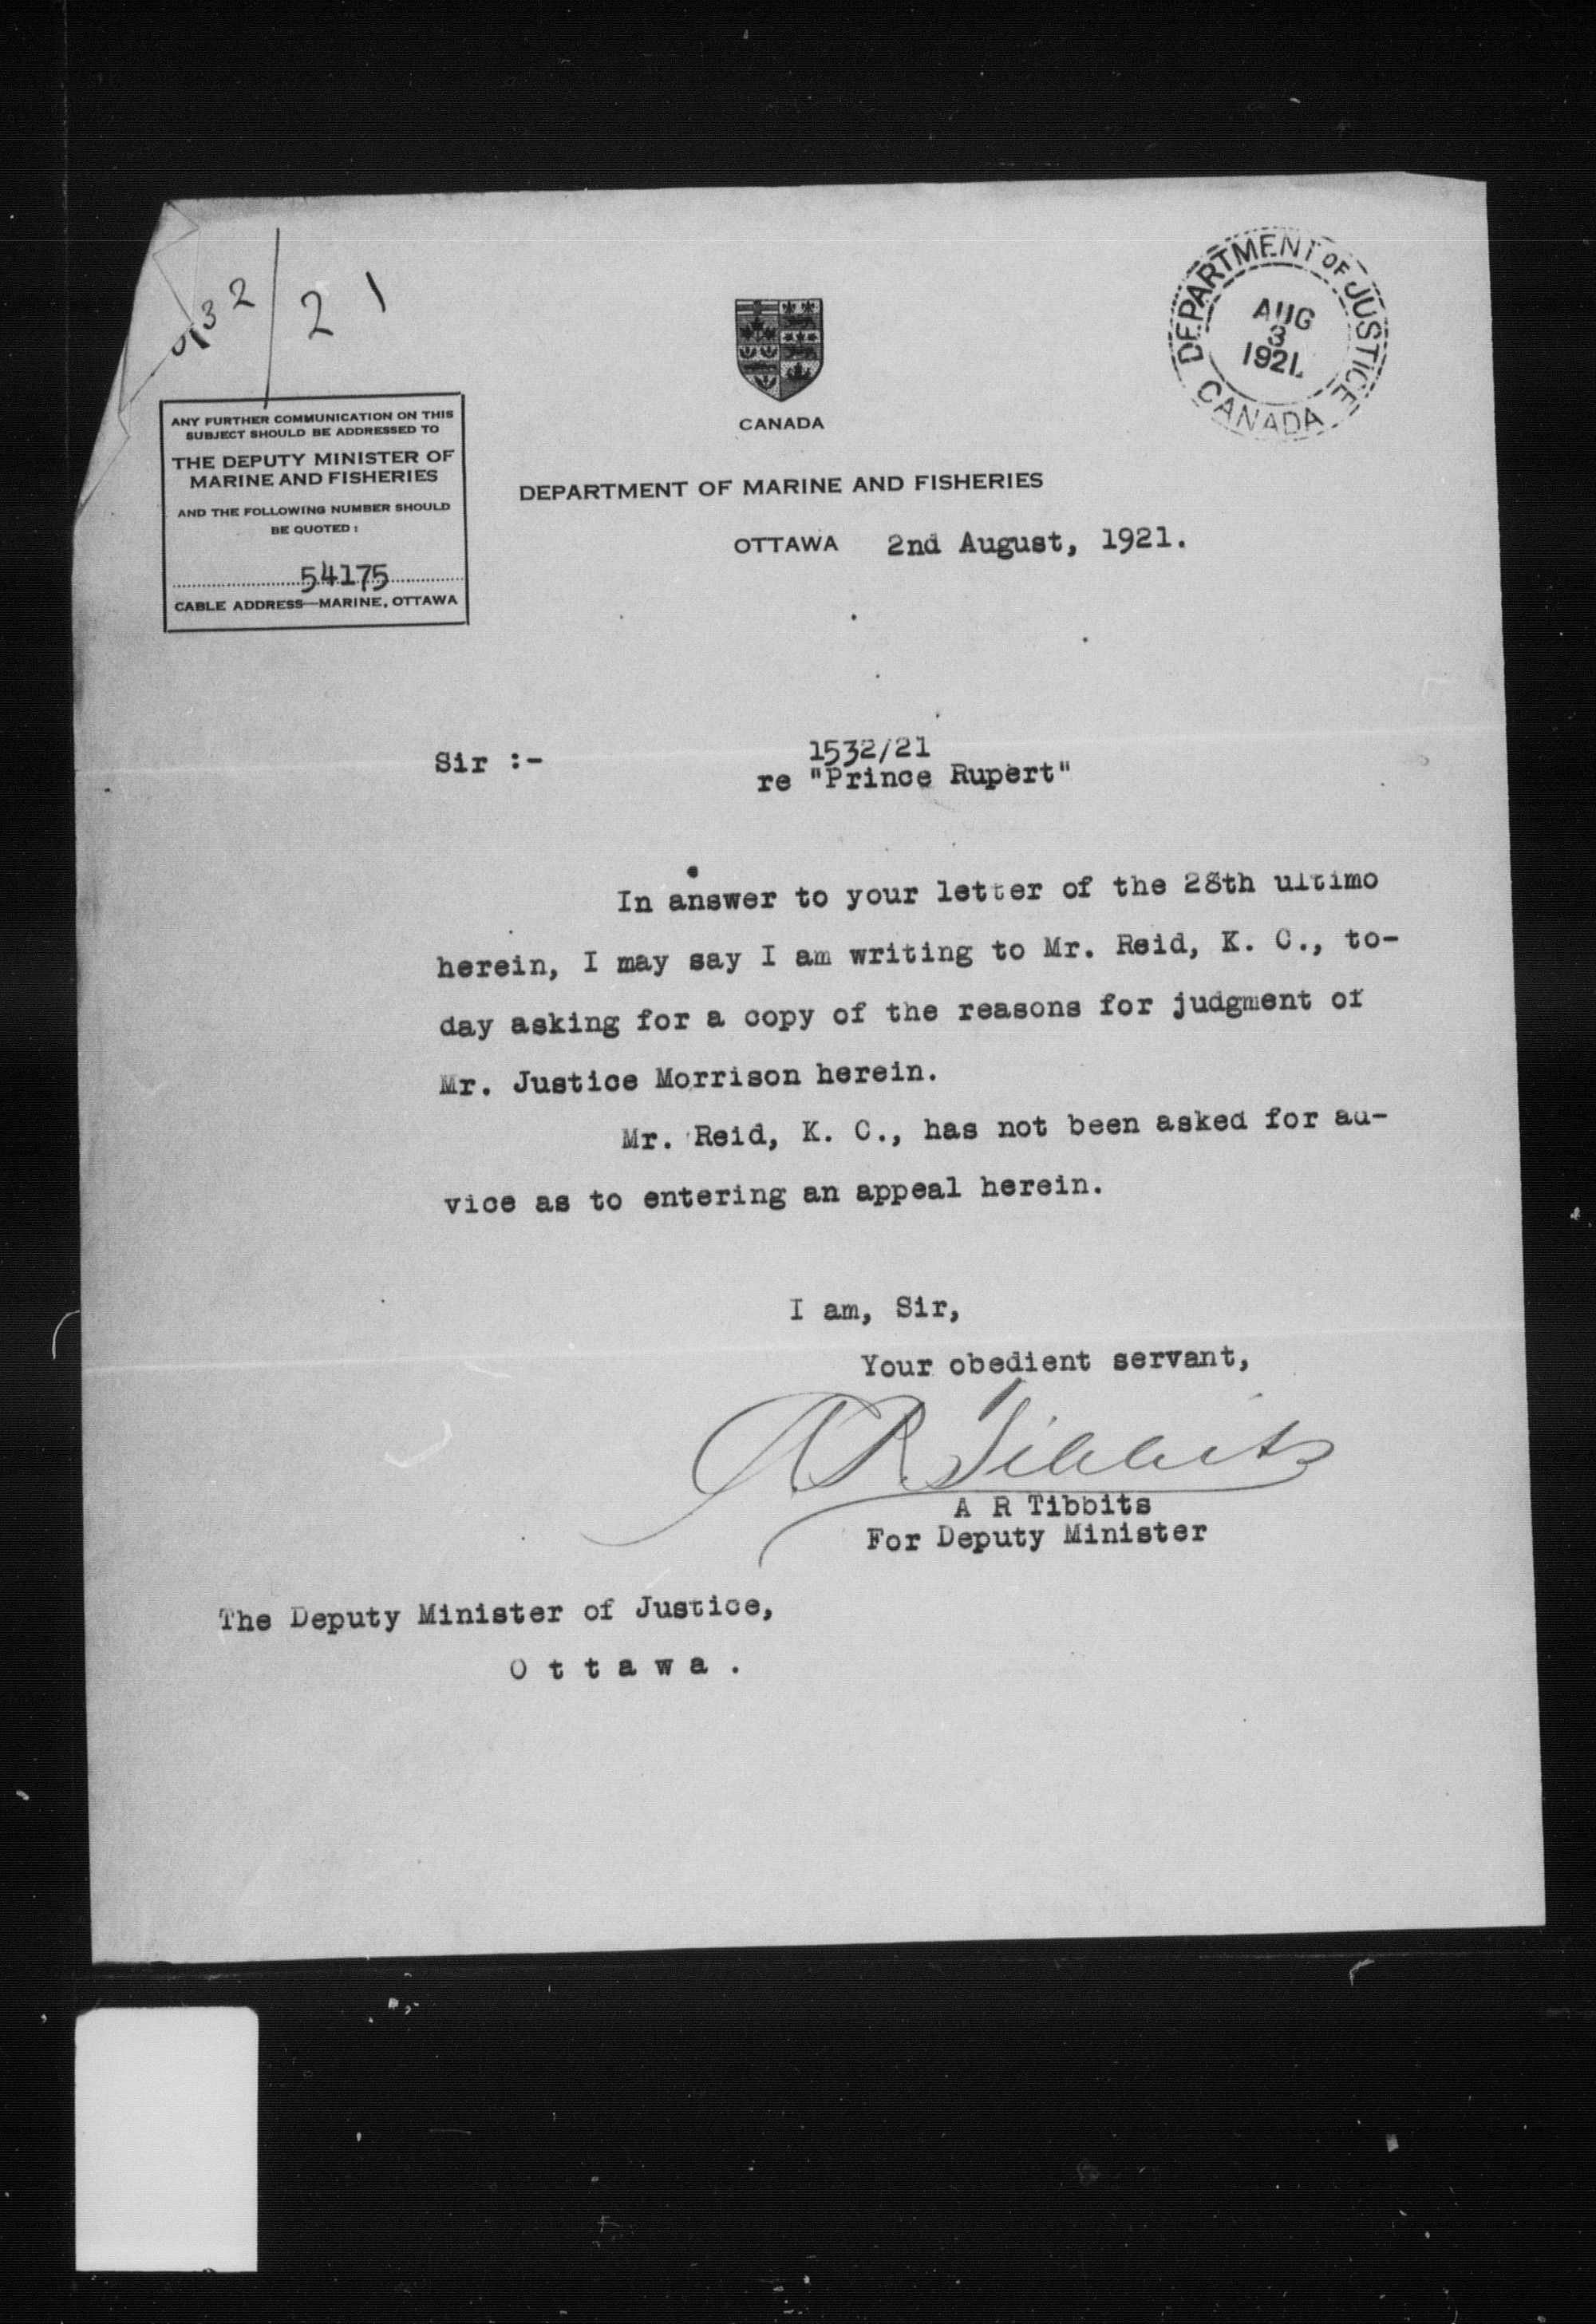 532/21
DEPARTMENT OF JUSTICE
CANADA
AUG
3
1921.
CANADA
ANY FURTHER COMMUNICATION ON THIS
SUBJECT SHOULD BE ADDRESSED TO
THE DEPUTY MINISTER OF
MARINE AND FISHERIES
AND THE FOLLOWING NUMBER SHOULD
BE QUOTED:
54175
CABLE ADDRESS—MARINE, OTTAWA
DEPARTMENT OF MARINE AND FISHERIES
OTTAWA 2nd August, 1921.
Sir :-
1532/21
re "Prince Rupert"
In answer to your letter of the 28th ultimo
herein, I may say I am writing to Mr. Reid, K. C., to-
day asking for a copy of the reasons for judgment of
Mr. Justice Morrison herein.
Mr. Reid, K. C., has not been asked for ad-
vice as to entering an appeal herein.
I am, Sir,
Your obedient servant,
A.R. Tibbits
A R Tibbits
For Deputy Minister
The Deputy Minister of Justice,
O t t a w a .